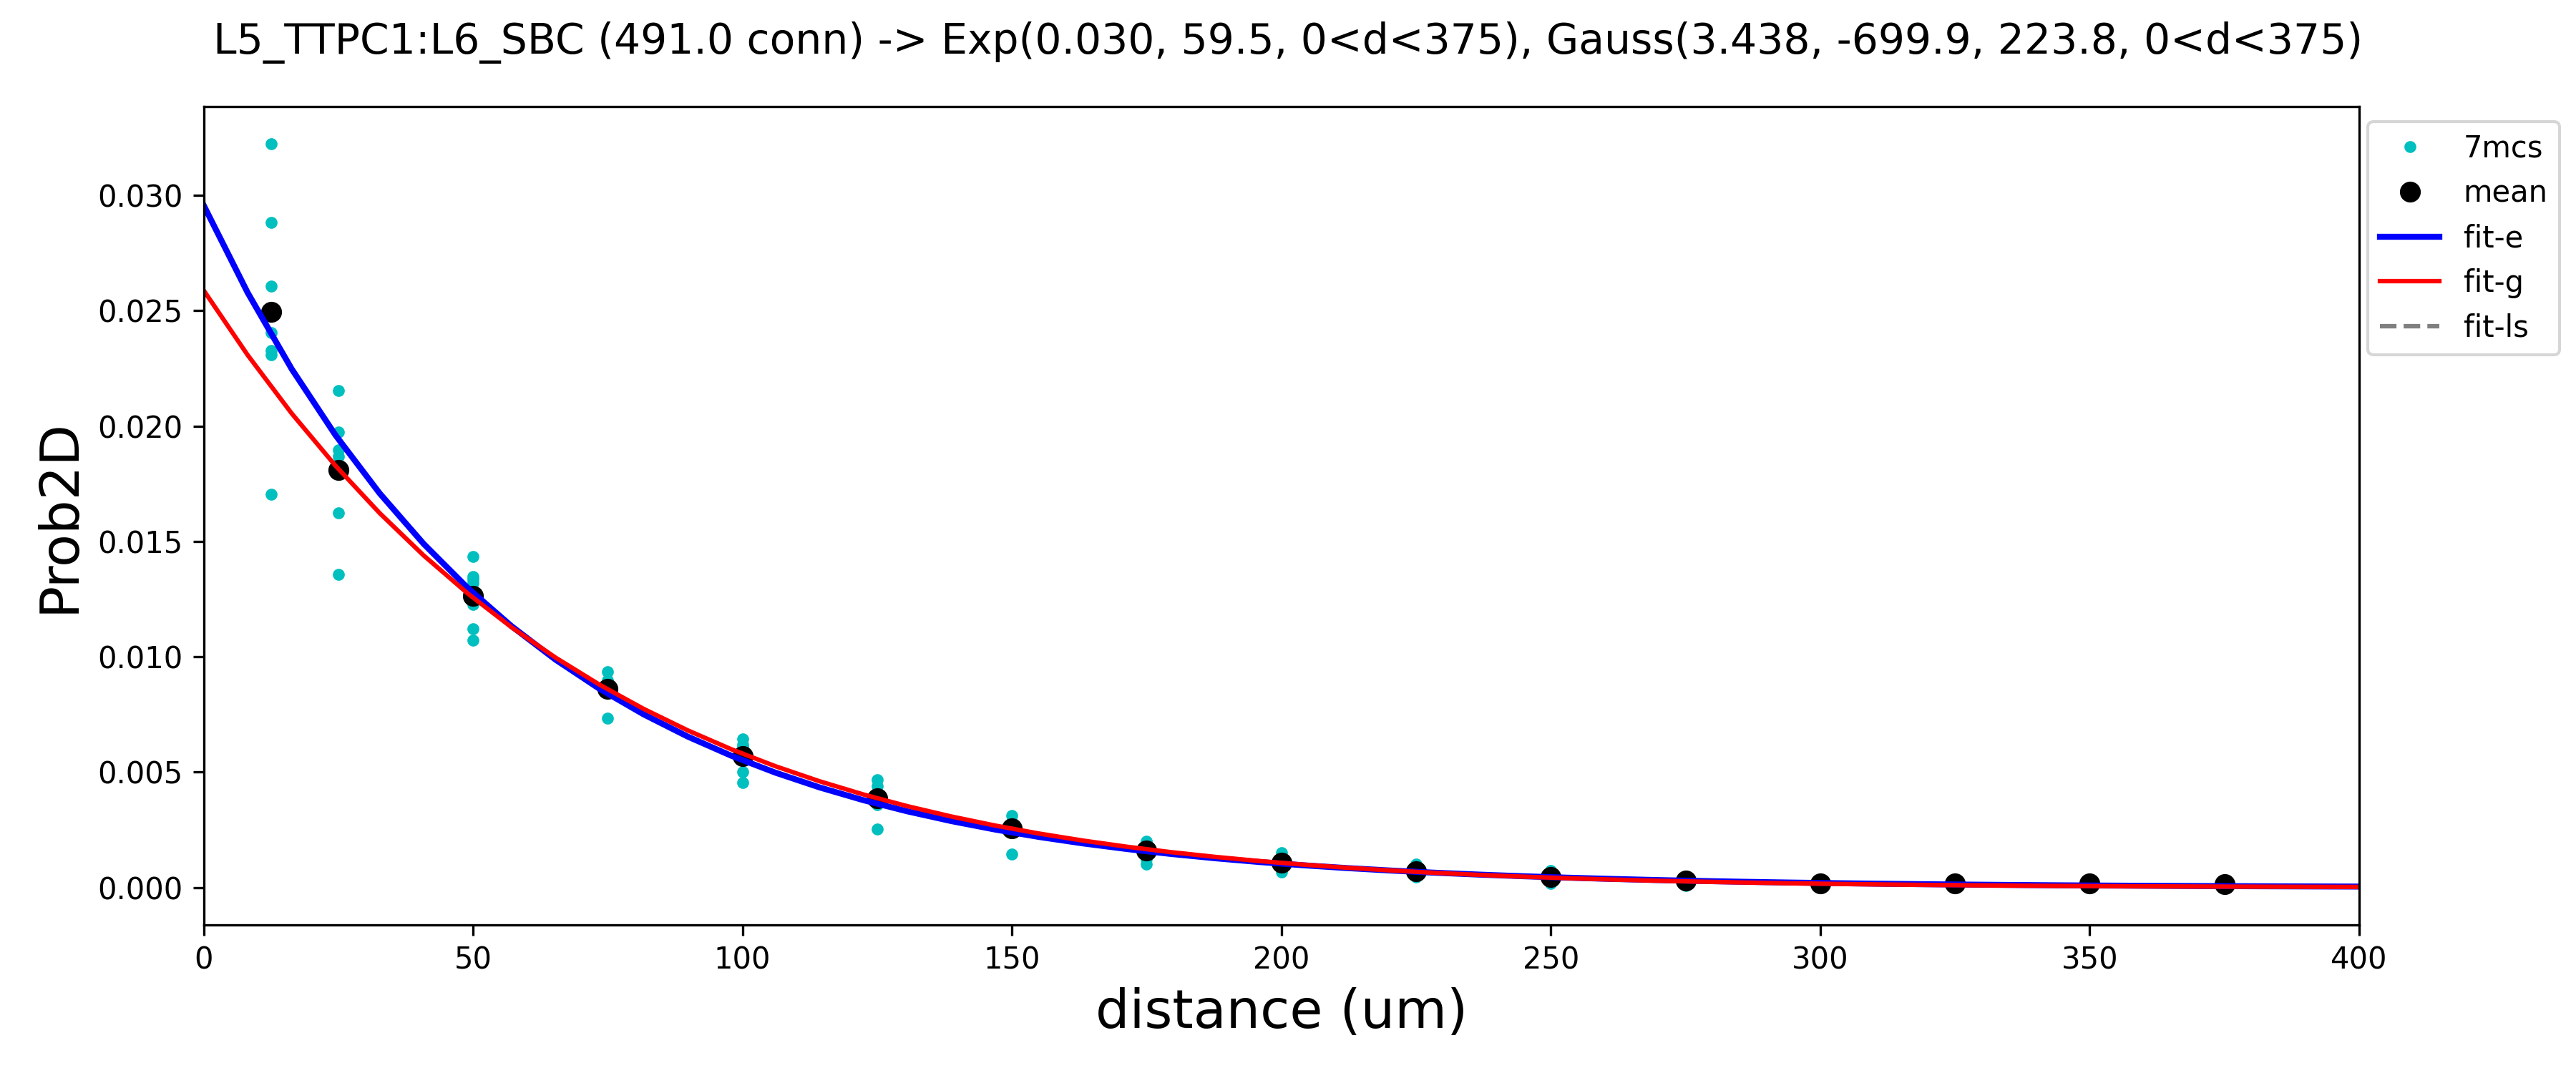 L5_TTPC1:L6_SBC (491.0 conn) -> Exp(0.030, 59.5, 0<d<375), Gauss(3.438, -699.9, 223.8, 0<d<375)
7mcs
mean
fit-e
fit-g
fit-ls
Prob2D
0.030
0.025
0.020
0.015
0.010
0.005
0.000
0 50 100 150 200 250 300 350 400
distance (um)